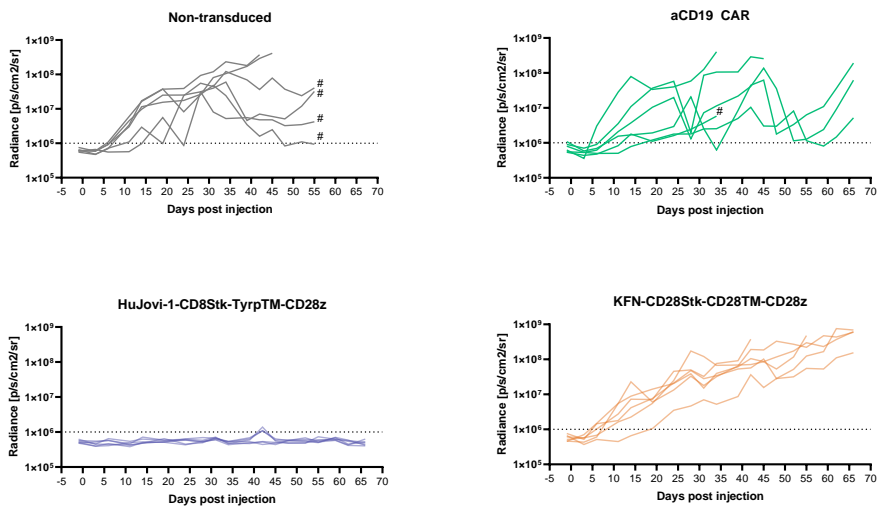 Non-transduced
Radiance [p/s/cm2/sr]
1×10⁹
1×10⁸
1×10⁷
1×10⁶
1×10⁵
#
#
#
#
-5 0 5 10 15 20 25 30 35 40 45 50 55 60 65 70
Days post injection
aCD19 CAR
Radiance [p/s/cm2/sr]
1×10⁹
1×10⁸
1×10⁷
1×10⁶
1×10⁵
#
-5 0 5 10 15 20 25 30 35 40 45 50 55 60 65 70
Days post injection
HuJovi-1-CD8Stk-TyrpTM-CD28z
Radiance [p/s/cm2/sr]
1×10⁹
1×10⁸
1×10⁷
1×10⁶
1×10⁵
-5 0 5 10 15 20 25 30 35 40 45 50 55 60 65 70
Days post injection
KFN-CD28Stk-CD28TM-CD28z
Radiance [p/s/cm2/sr]
1×10⁹
1×10⁸
1×10⁷
1×10⁶
1×10⁵
-5 0 5 10 15 20 25 30 35 40 45 50 55 60 65 70
Days post injection